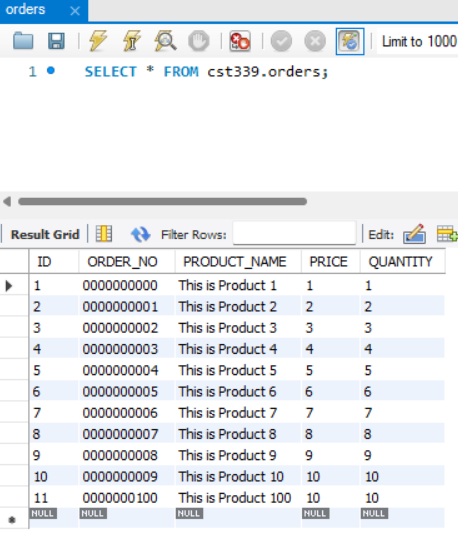 orders ×
Limit to 1000
1 SELECT * FROM cst339.orders;
Result Grid Filter Rows: Edit:
ID ORDER_NO PRODUCT_NAME PRICE QUANTITY
1 0000000000 This is Product 1 1 1
2 0000000001 This is Product 2 2 2
3 0000000002 This is Product 3 3 3
4 0000000003 This is Product 4 4 4
5 0000000004 This is Product 5 5 5
6 0000000005 This is Product 6 6 6
7 0000000006 This is Product 7 7 7
8 0000000007 This is Product 8 8 8
9 0000000008 This is Product 9 9 9
10 0000000009 This is Product 10 10 10
11 0000000100 This is Product 100 10 10
NULL NULL NULL NULL NULL